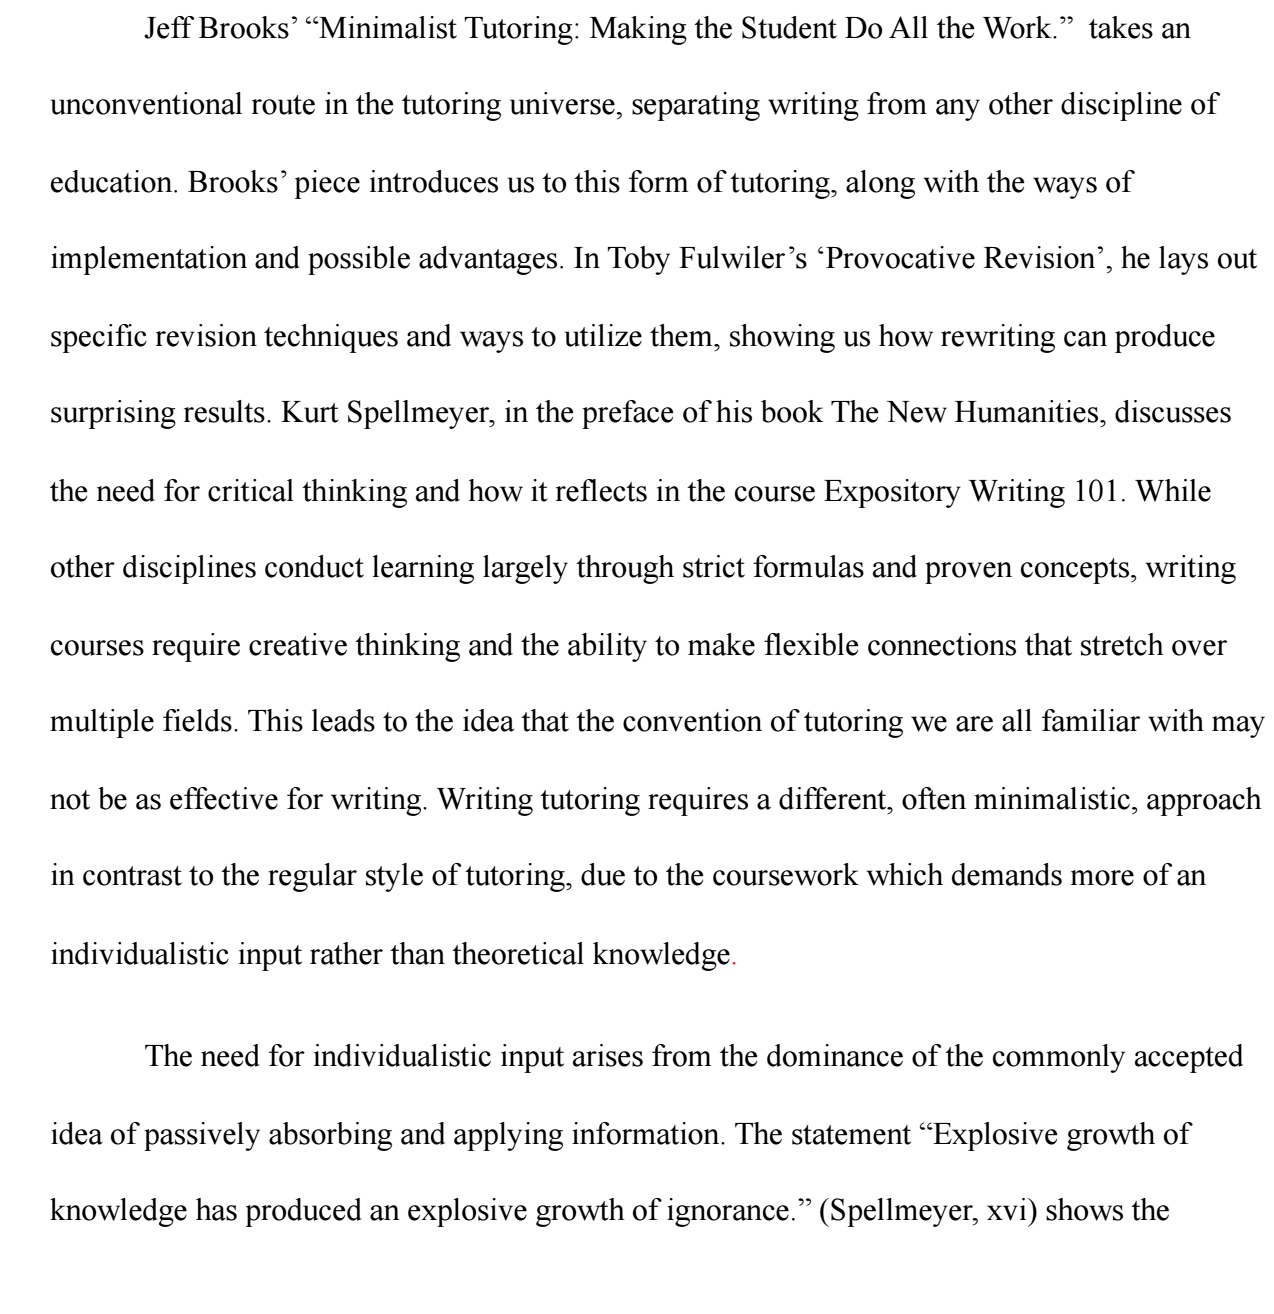 Jeff Brooks’ “Minimalist Tutoring: Making the Student Do All the Work.”  takes an
unconventional route in the tutoring universe, separating writing from any other discipline of
education. Brooks’ piece introduces us to this form of tutoring, along with the ways of
implementation and possible advantages. In Toby Fulwiler’s ‘Provocative Revision’, he lays out
specific revision techniques and ways to utilize them, showing us how rewriting can produce
surprising results. Kurt Spellmeyer, in the preface of his book The New Humanities, discusses
the need for critical thinking and how it reflects in the course Expository Writing 101. While
other disciplines conduct learning largely through strict formulas and proven concepts, writing
courses require creative thinking and the ability to make flexible connections that stretch over
multiple fields. This leads to the idea that the convention of tutoring we are all familiar with may
not be as effective for writing. Writing tutoring requires a different, often minimalistic, approach
in contrast to the regular style of tutoring, due to the coursework which demands more of an
individualistic input rather than theoretical knowledge.
The need for individualistic input arises from the dominance of the commonly accepted
idea of passively absorbing and applying information. The statement “Explosive growth of
knowledge has produced an explosive growth of ignorance.” (Spellmeyer, xvi) shows the